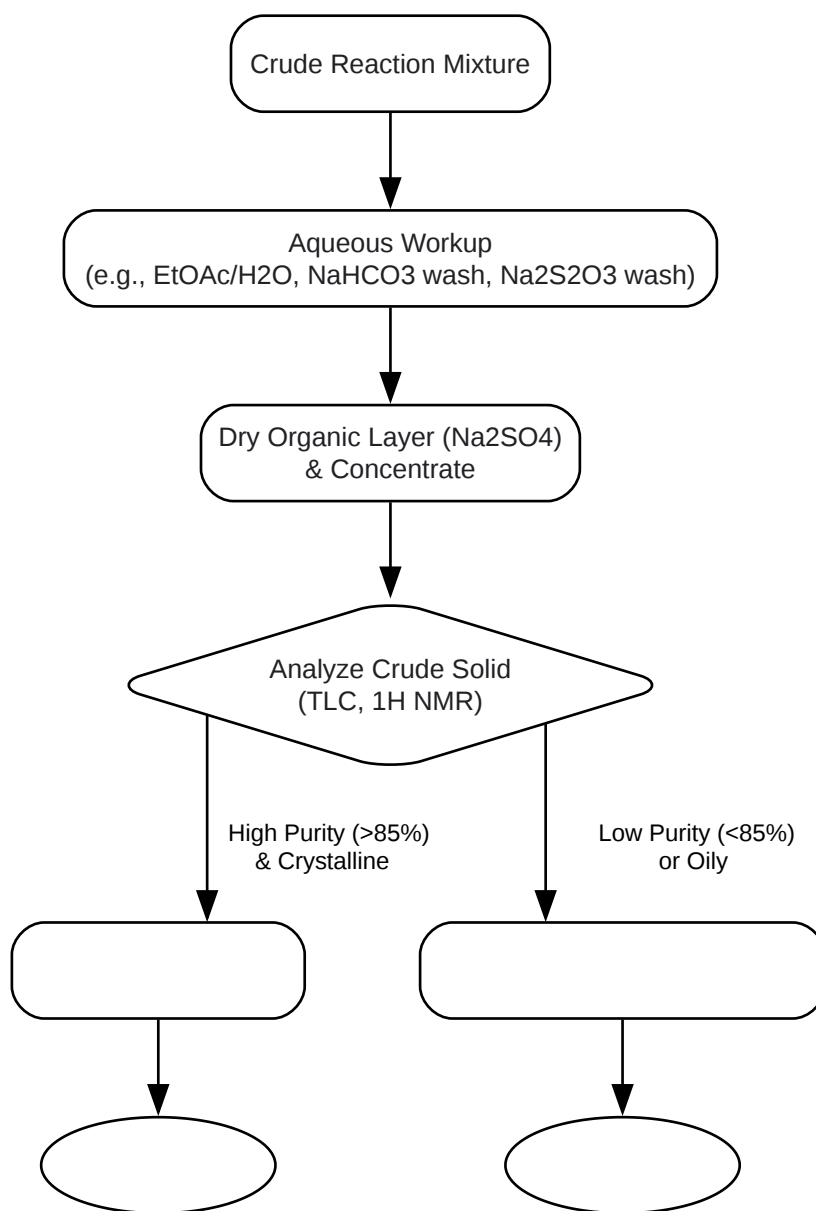 Crude Reaction Mixture
Aqueous Workup
(e.g., EtOAc/H2O, NaHCO3 wash, Na2S2O3 wash)
Dry Organic Layer (Na2SO4)
& Concentrate
Analyze Crude Solid
(TLC, 1H NMR)
High Purity (>85%)
& Crystalline
Low Purity (<85%)
or Oily